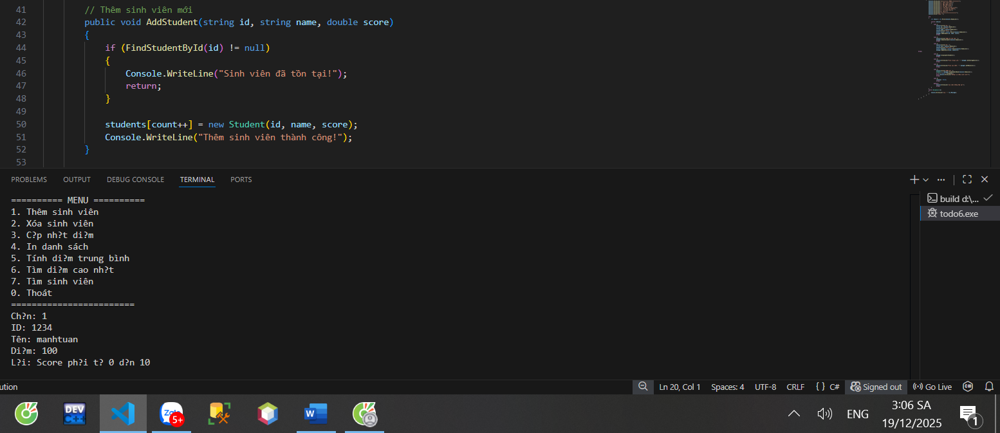 41 // Thêm sinh viên mới
42 public void AddStudent(string id, string name, double score)
43 {
44 if (FindStudentById(id) != null)
45 {
46 Console.WriteLine("Sinh viên đã tồn tại!");
47 return;
48 }
49
50 students[count++] = new Student(id, name, score);
51 Console.WriteLine("Thêm sinh viên thành công!");
52 }
53
PROBLEMS OUTPUT DEBUG CONSOLE TERMINAL PORTS
========== MENU ==========
1. Thêm sinh viên
2. Xóa sinh viên
3. C?p nh?t di?m
4. In danh sách
5. Tính di?m trung bình
6. Tìm di?m cao nh?t
7. Tìm sinh viên
0. Thoát
========================
Ch?n: 1
ID: 1234
Tên: manhtuan
Di?m: 100
L?i: Score ph?i t? 0 d?n 10
build d:\...
todo6.exe
ution Ln 20, Col 1 Spaces: 4 UTF-8 CRLF { } C# Signed out Go Live
DEV C++
Zalo 5+
W
ENG
3:06 SA
19/12/2025
1